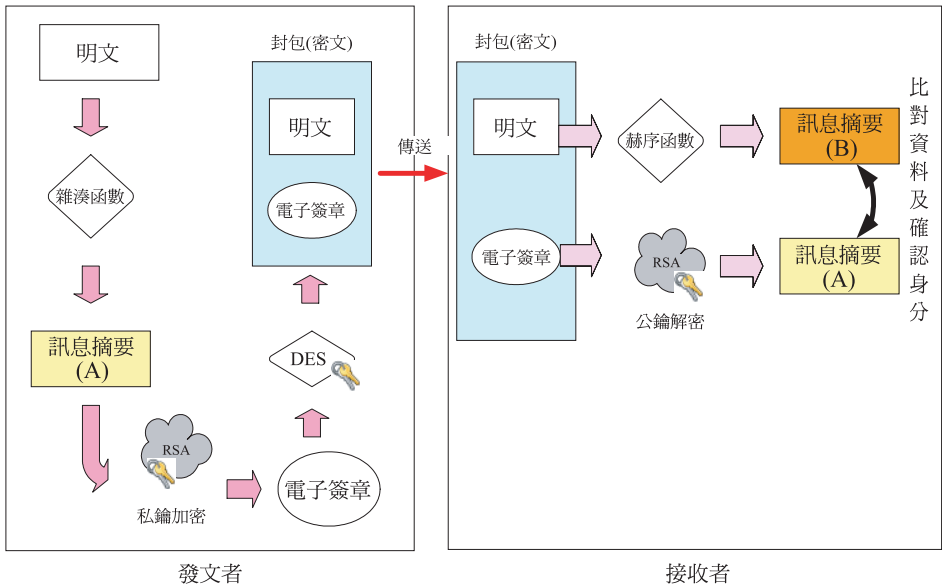 明文
雜湊函數
訊息摘要
(A)
RSA
私鑰加密
電子簽章
DES
封包(密文)
明文
電子簽章
傳送
發文者
封包(密文)
明文
赫序函數
訊息摘要
(B)
電子簽章
RSA
公鑰解密
訊息摘要
(A)
比對資料及確認身分
接收者